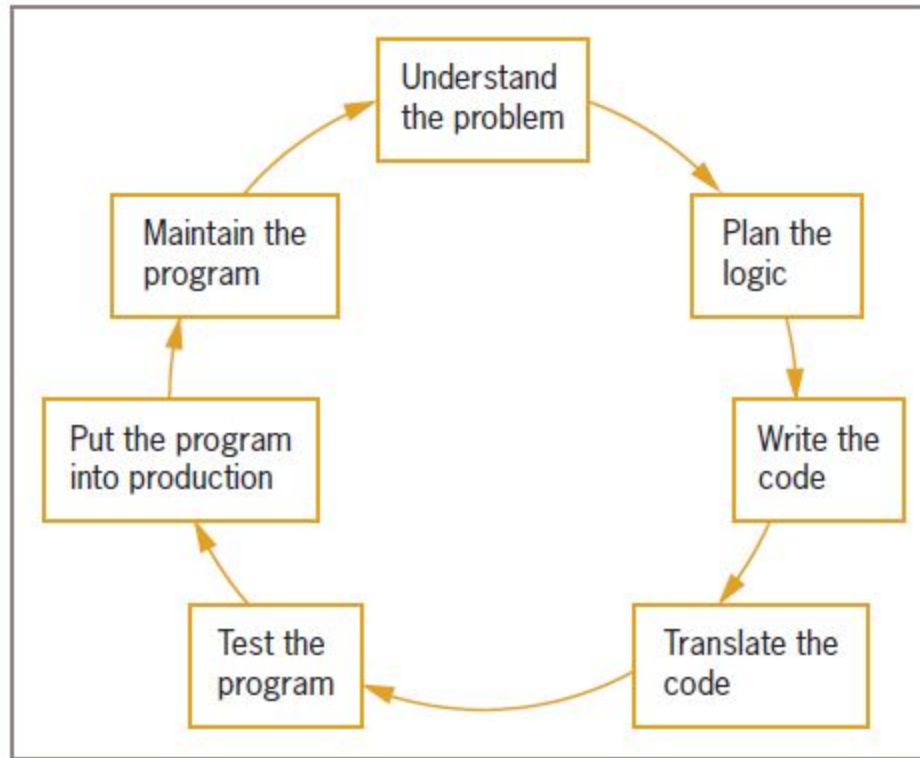 Understand
the problem
Plan the
logic
Write the
code
Translate the
code
Test the
program
Put the program
into production
Maintain the
program